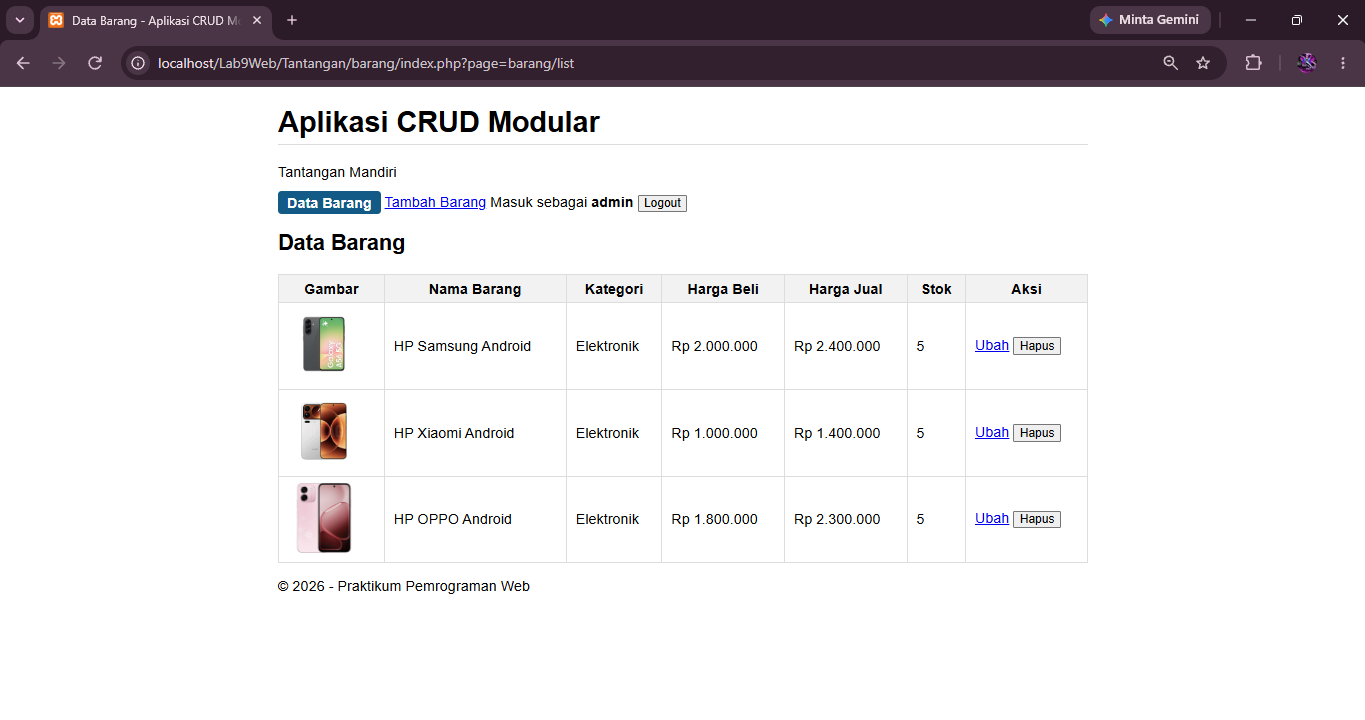 Data Barang - Aplikasi CRUD Mo
Minta Gemini
localhost/Lab9Web/Tantangan/barang/index.php?page=barang/list
Aplikasi CRUD Modular
Tantangan Mandiri
Data Barang Tambah Barang Masuk sebagai admin Logout
Data Barang
Gambar Nama Barang Kategori Harga Beli Harga Jual Stok Aksi
HP Samsung Android Elektronik Rp 2.000.000 Rp 2.400.000 5 Ubah Hapus
HP Xiaomi Android Elektronik Rp 1.000.000 Rp 1.400.000 5 Ubah Hapus
HP OPPO Android Elektronik Rp 1.800.000 Rp 2.300.000 5 Ubah Hapus
© 2026 - Praktikum Pemrograman Web